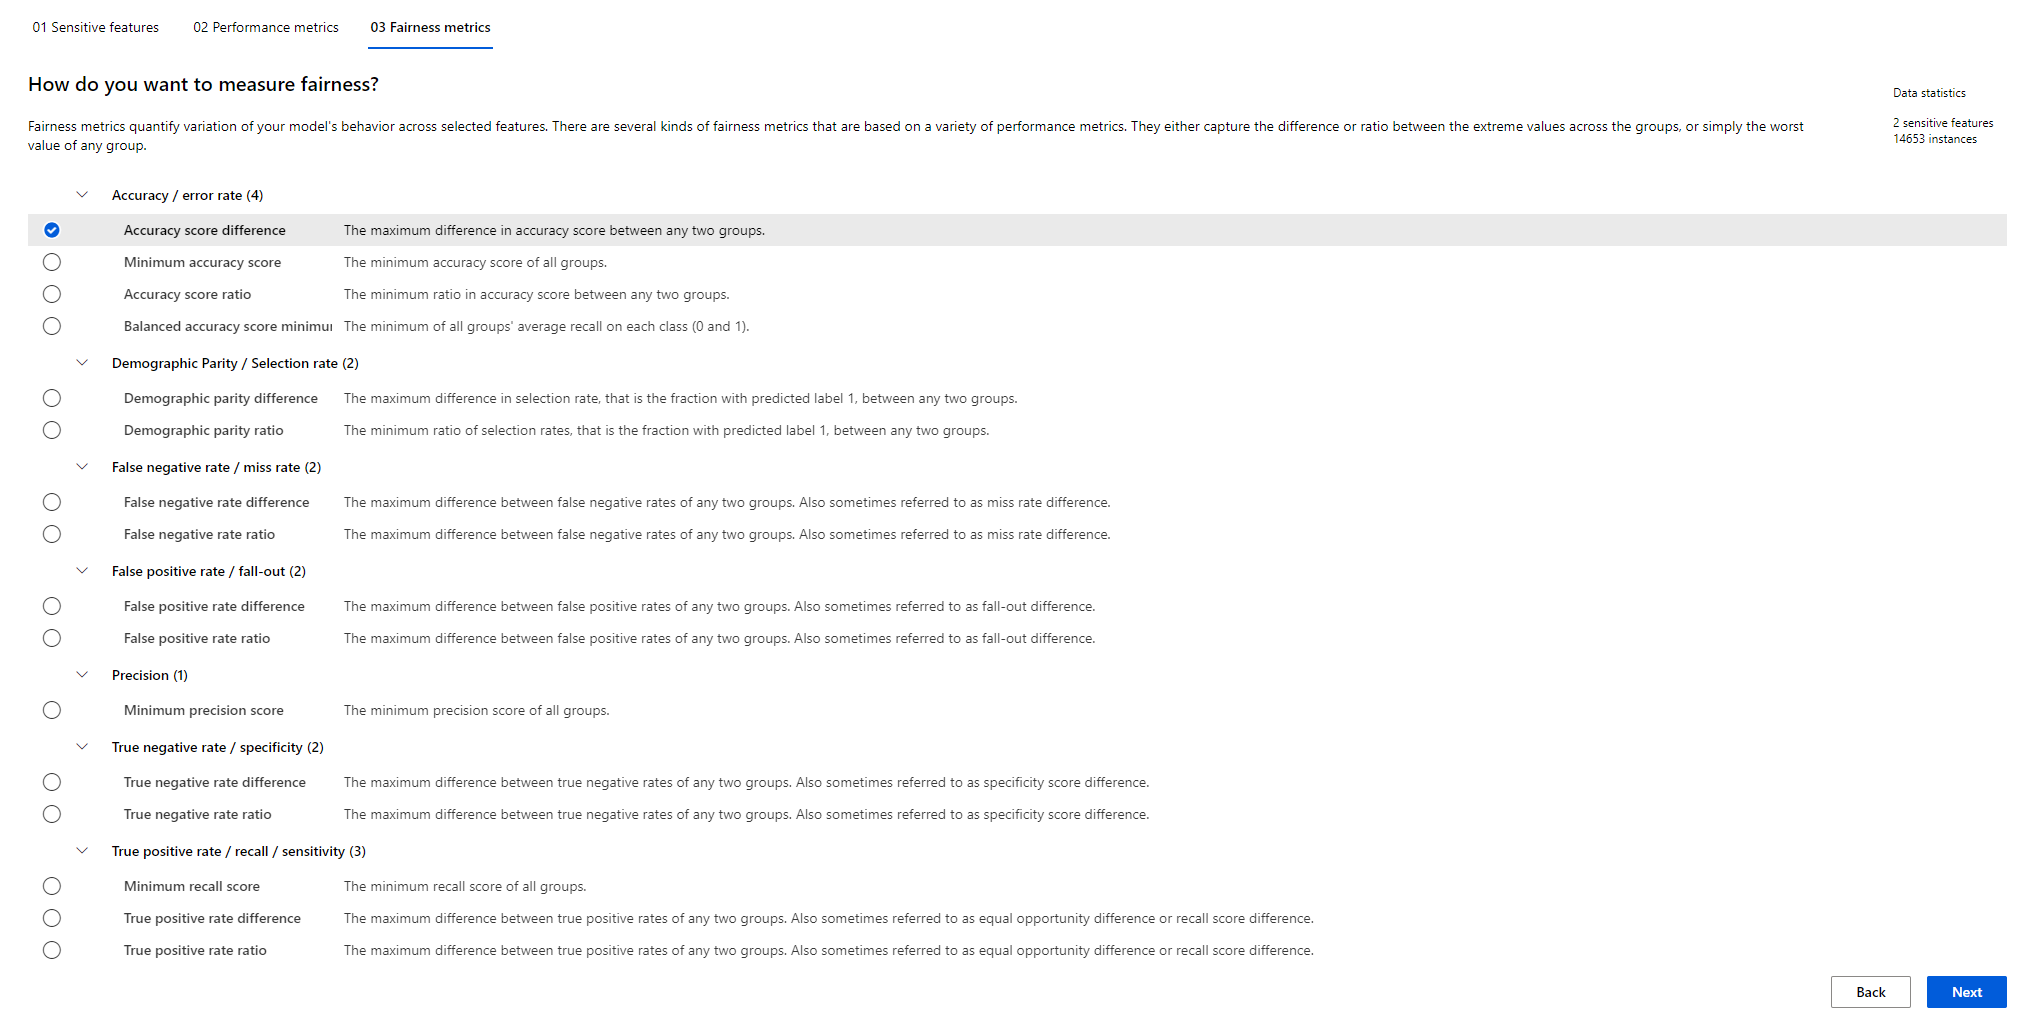 01 Sensitive features
02 Performance metrics
03 Fairness metrics
How do you want to measure fairness?
Data statistics
Fairness metrics quantify variation of your model's behavior across selected features. There are several kinds of fairness metrics that are based on a variety of performance metrics. They either capture the difference or ratio between the extreme values across the groups, or simply the worst
value of any group.
2 sensitive features
14653 instances
Accuracy / error rate (4)
Accuracy score difference The maximum difference in accuracy score between any two groups.
Minimum accuracy score The minimum accuracy score of all groups.
Accuracy score ratio The minimum ratio in accuracy score between any two groups.
Balanced accuracy score minimu The minimum of all groups' average recall on each class (0 and 1).
Demographic Parity / Selection rate (2)
Demographic parity difference The maximum difference in selection rate, that is the fraction with predicted label 1, between any two groups.
Demographic parity ratio The minimum ratio of selection rates, that is the fraction with predicted label 1, between any two groups.
False negative rate / miss rate (2)
False negative rate difference The maximum difference between false negative rates of any two groups. Also sometimes referred to as miss rate difference.
False negative rate ratio The maximum difference between false negative rates of any two groups. Also sometimes referred to as miss rate difference.
False positive rate / fall-out (2)
False positive rate difference The maximum difference between false positive rates of any two groups. Also sometimes referred to as fall-out difference.
False positive rate ratio The maximum difference between false positive rates of any two groups. Also sometimes referred to as fall-out difference.
Precision (1)
Minimum precision score The minimum precision score of all groups.
True negative rate / specificity (2)
True negative rate difference The maximum difference between true negative rates of any two groups. Also sometimes referred to as specificity score difference.
True negative rate ratio The maximum difference between true negative rates of any two groups. Also sometimes referred to as specificity score difference.
True positive rate / recall / sensitivity (3)
Minimum recall score The minimum recall score of all groups.
True positive rate difference The maximum difference between true positive rates of any two groups. Also sometimes referred to as equal opportunity difference or recall score difference.
True positive rate ratio The maximum difference between true positive rates of any two groups. Also sometimes referred to as equal opportunity difference or recall score difference.
Back
Next